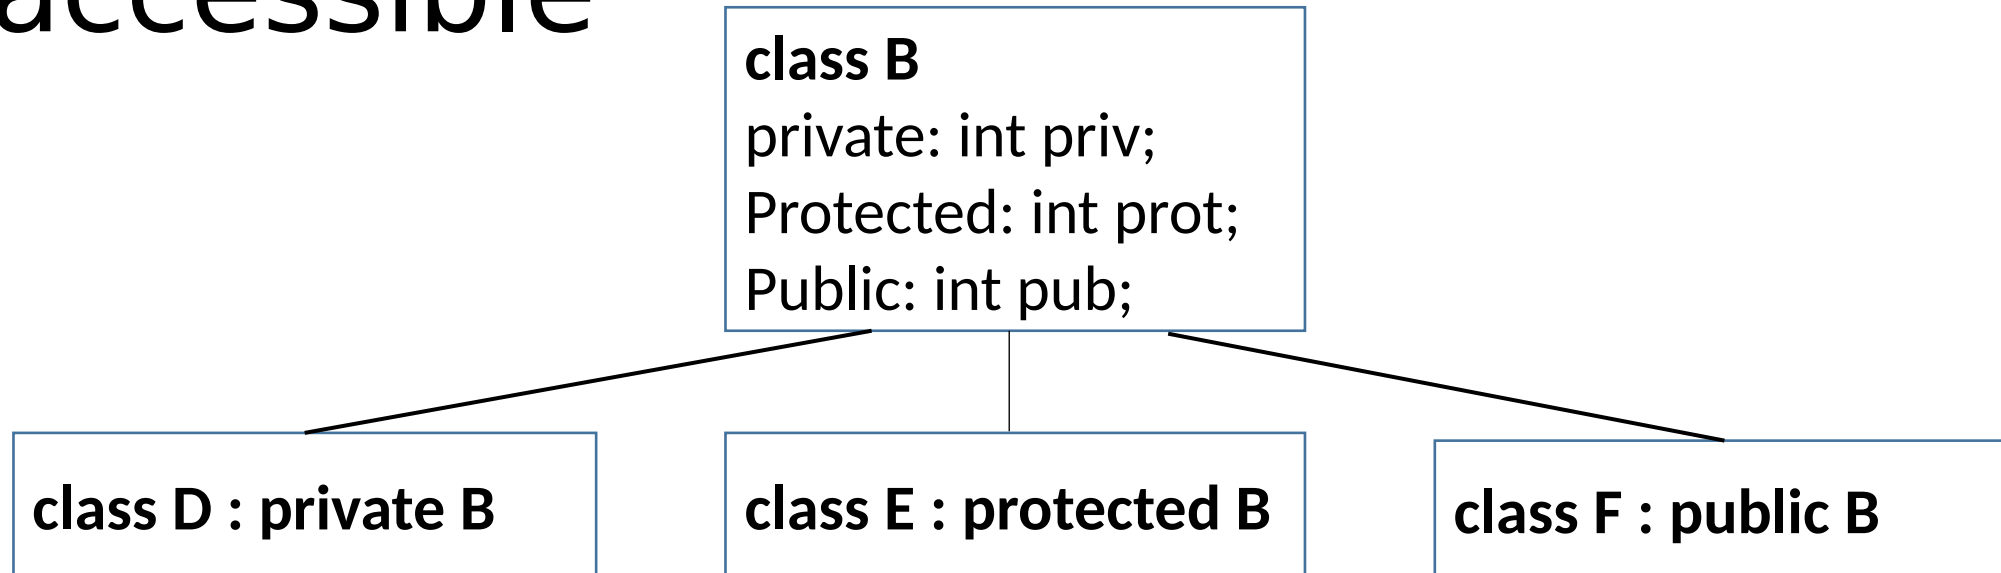 accessible
class B
private: int priv;
Protected: int prot;
Public: int pub;
class D : private B
class E : protected B
class F : public B